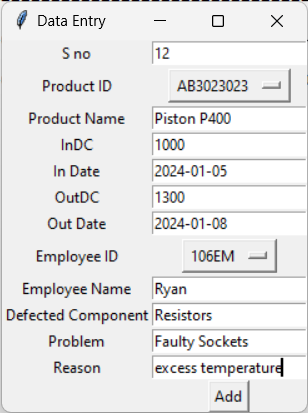 Data Entry
S no 12
Product ID AB3023023
Product Name Piston P400
InDC 1000
In Date 2024-01-05
OutDC 1300
Out Date 2024-01-08
Employee ID 106EM
Employee Name Ryan
Defected Component Resistors
Problem Faulty Sockets
Reason excess temperature
Add